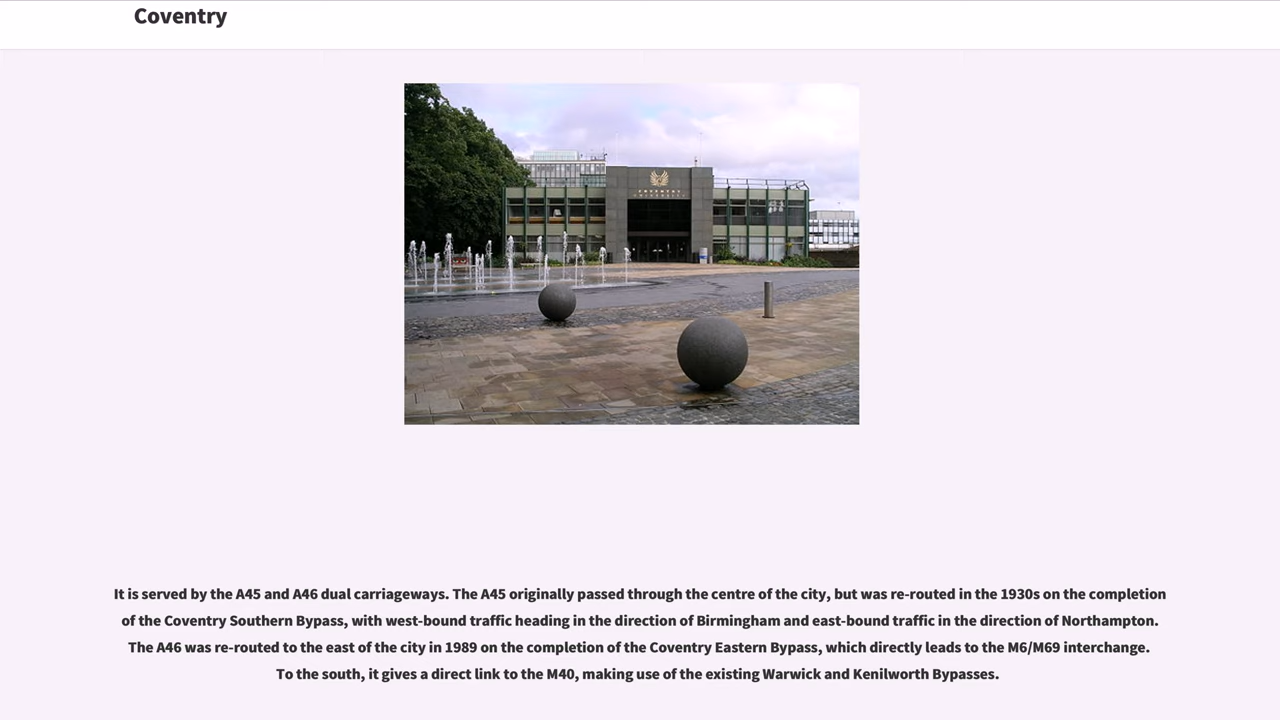 Coventry
COVENTRY
UNIVERSITY
It is served by the A45 and A46 dual carriageways. The A45 originally passed through the centre of the city, but was re-routed in the 1930s on the completion
of the Coventry Southern Bypass, with west-bound traffic heading in the direction of Birmingham and east-bound traffic in the direction of Northampton.
The A46 was re-routed to the east of the city in 1989 on the completion of the Coventry Eastern Bypass, which directly leads to the M6/M69 interchange.
To the south, it gives a direct link to the M40, making use of the existing Warwick and Kenilworth Bypasses.